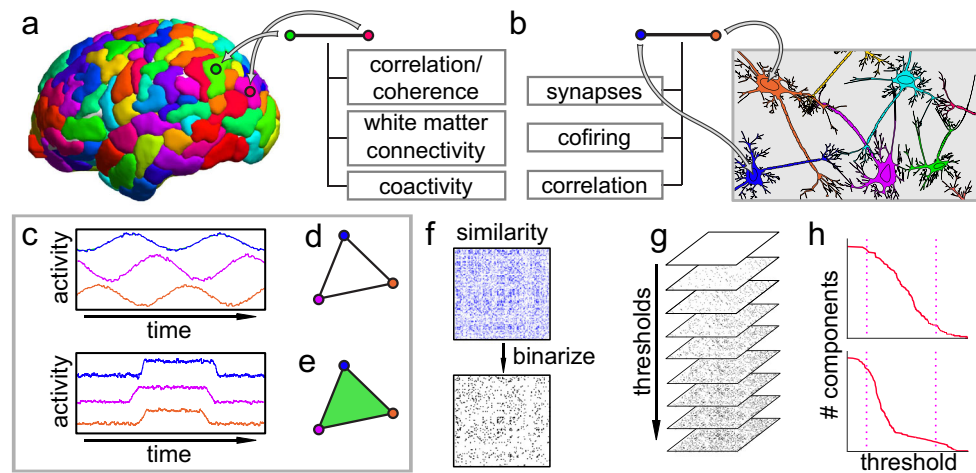 a
correlation/
coherence
white matter
connectivity
coactivity
b
synapses
cofiring
correlation
c
activity
time
activity
time
d
e
f
similarity
binarize
g
thresholds
h
# components
threshold